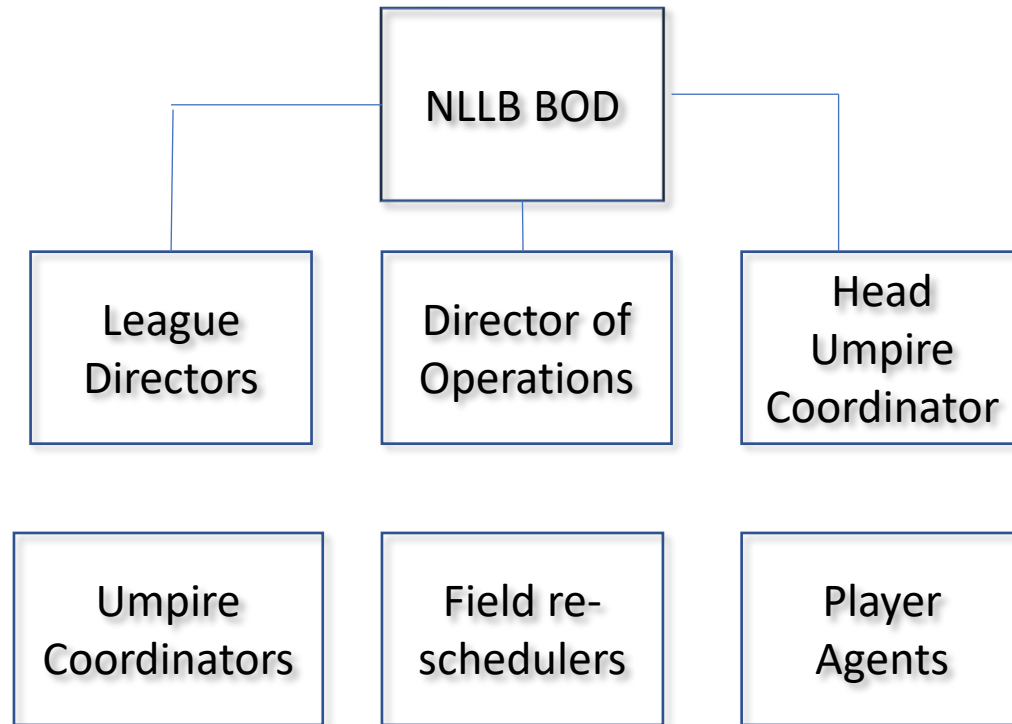 NLLB BOD
League
Directors
Director of
Operations
Head
Umpire
Coordinator
Umpire
Coordinators
Field re-
schedulers
Player
Agents